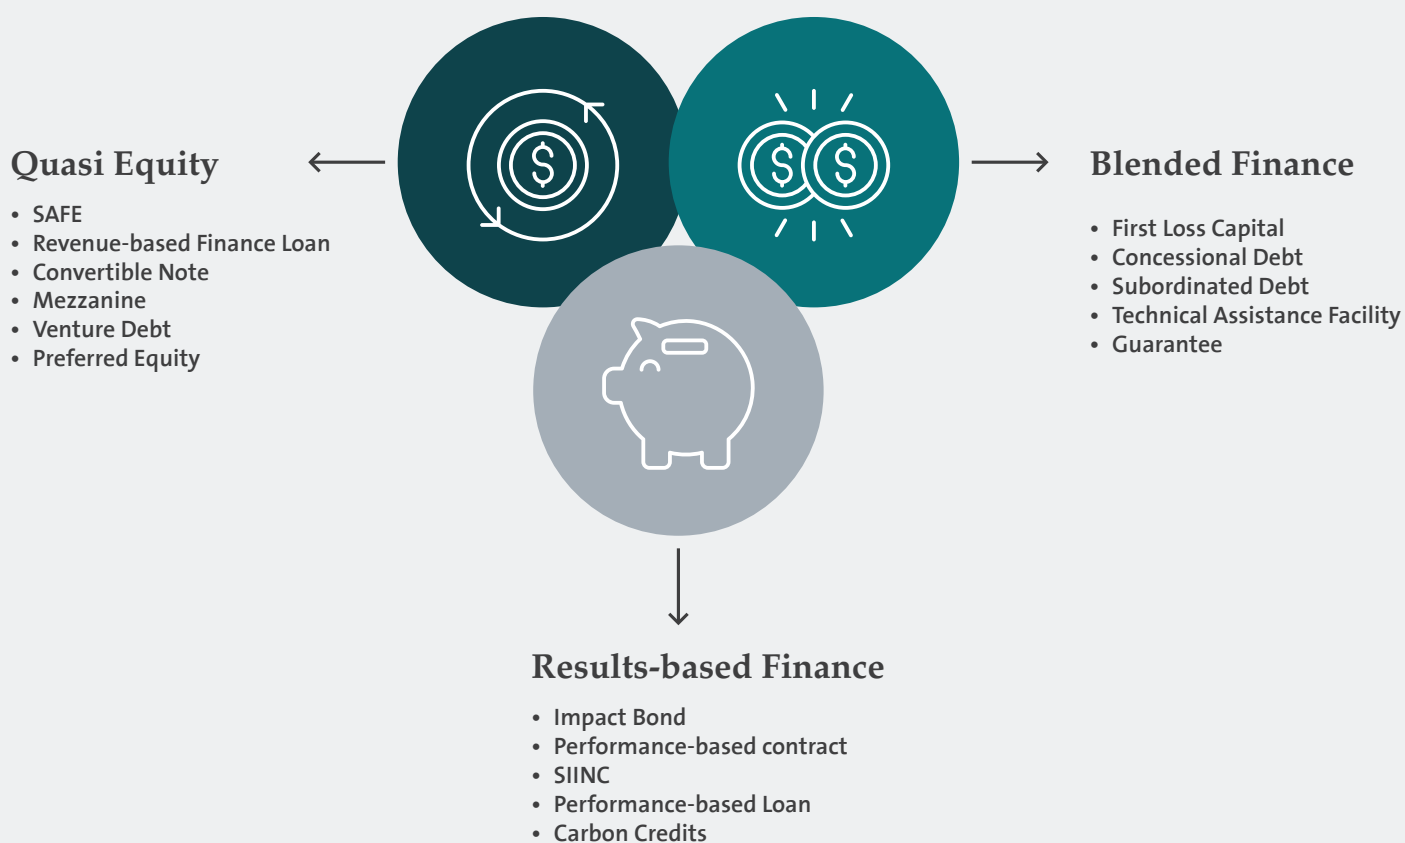 Quasi Equity
• SAFE
• Revenue-based Finance Loan
• Convertible Note
• Mezzanine
• Venture Debt
• Preferred Equity
$
$ $
Blended Finance
• First Loss Capital
• Concessional Debt
• Subordinated Debt
• Technical Assistance Facility
• Guarantee
Results-based Finance
• Impact Bond
• Performance-based contract
• SIINC
• Performance-based Loan
• Carbon Credits